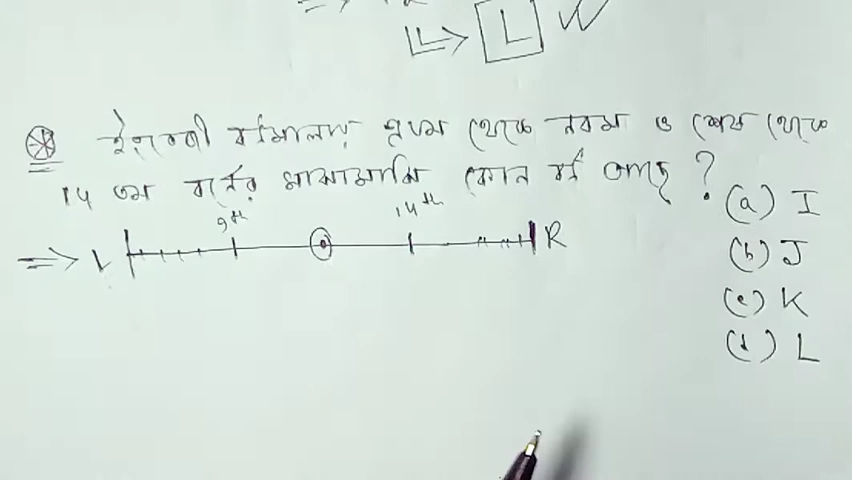 L W
ইংরেজী বর্ণমালায় প্রথম থেকে নবম ও শেষ থেকে
14 তম বর্ণের মাঝামাঝি কোন বর্ণ আছে ?
(a) I
9th 14th
L R
(b) J
(c) K
(d) L